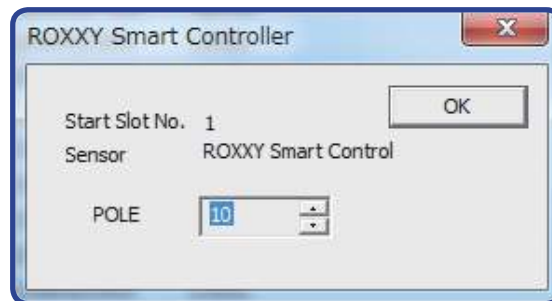 ROXXY Smart Controller
OK
Start Slot No. 1
Sensor ROXXY Smart Control
POLE 10